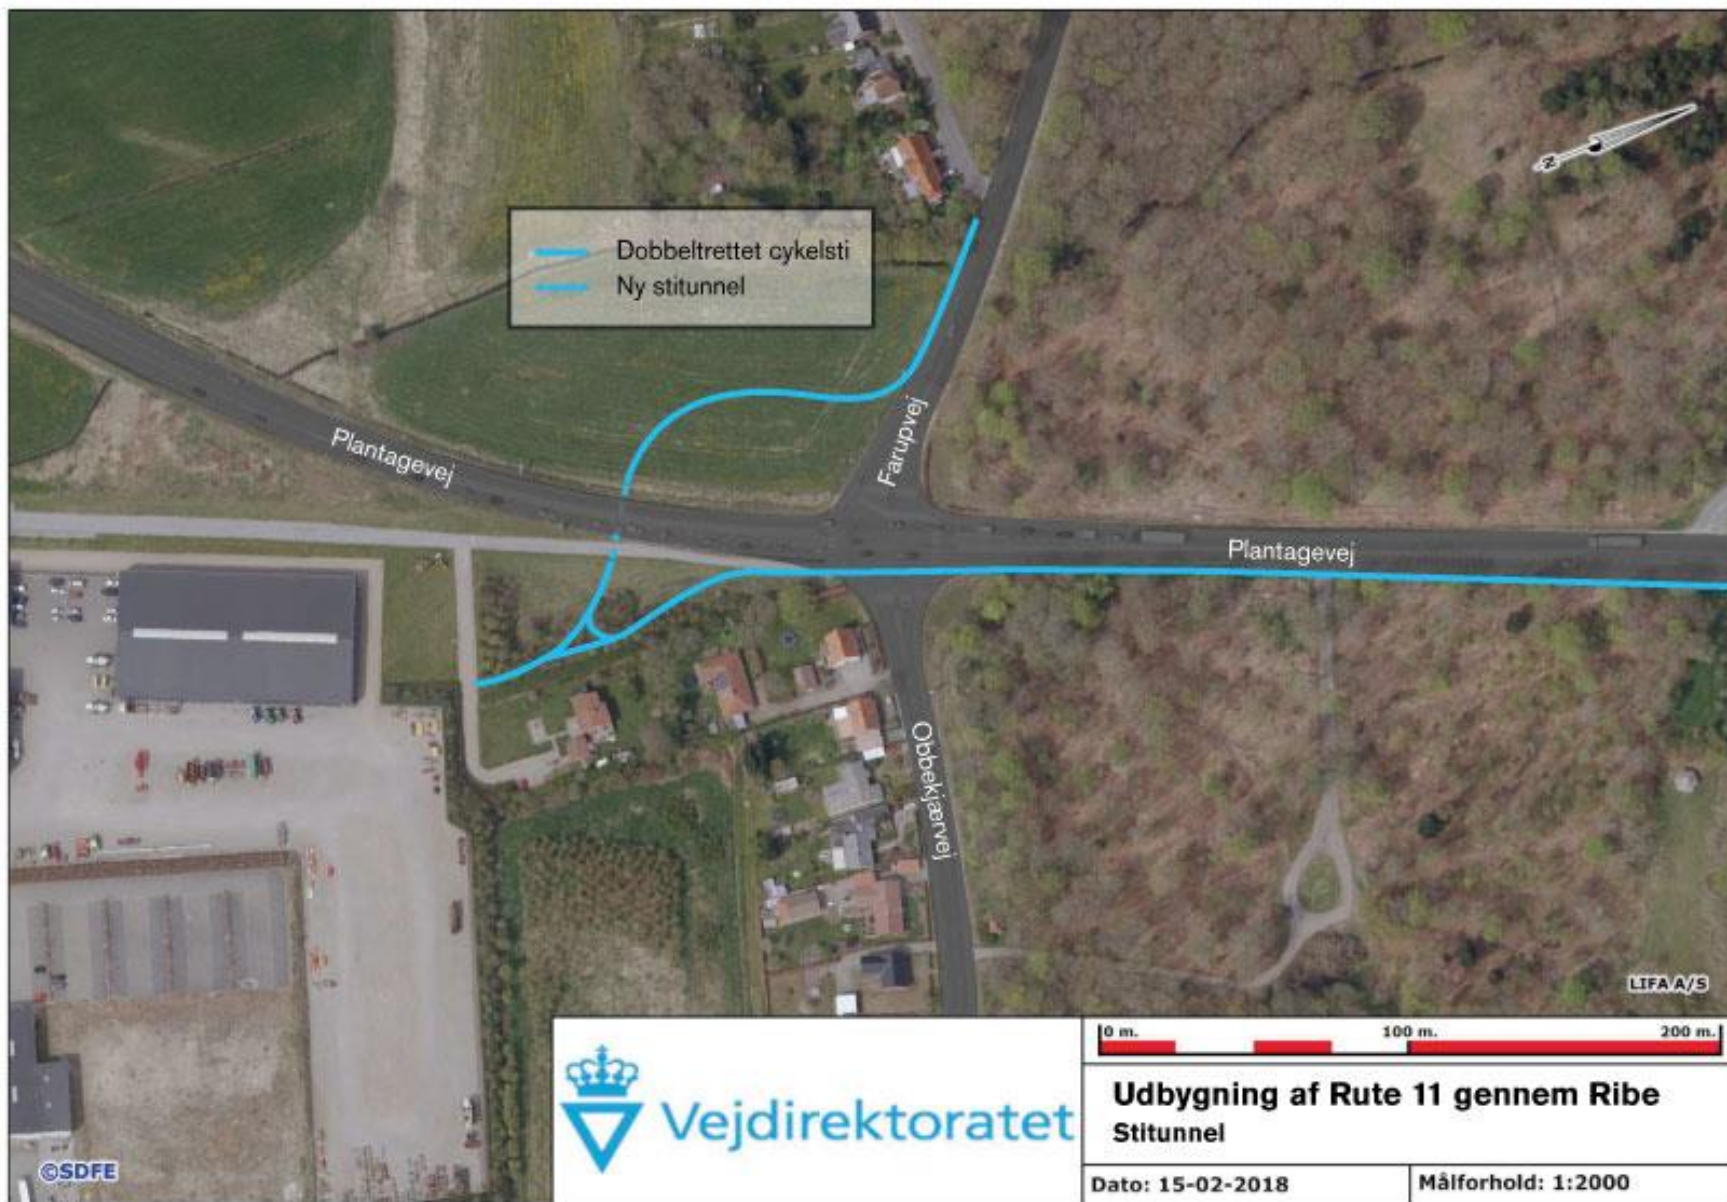 N
Dobbeltrettet cykelsti
Ny stitunnel
Plantagevej
Farupvej
Plantagevej
Obbekjærvej
LIFA A/S
0 m. 100 m. 200 m.
Vejdirektoratet
Udbygning af Rute 11 gennem Ribe
Stitunnel
Dato: 15-02-2018
Målforhold: 1:2000
©SDFE